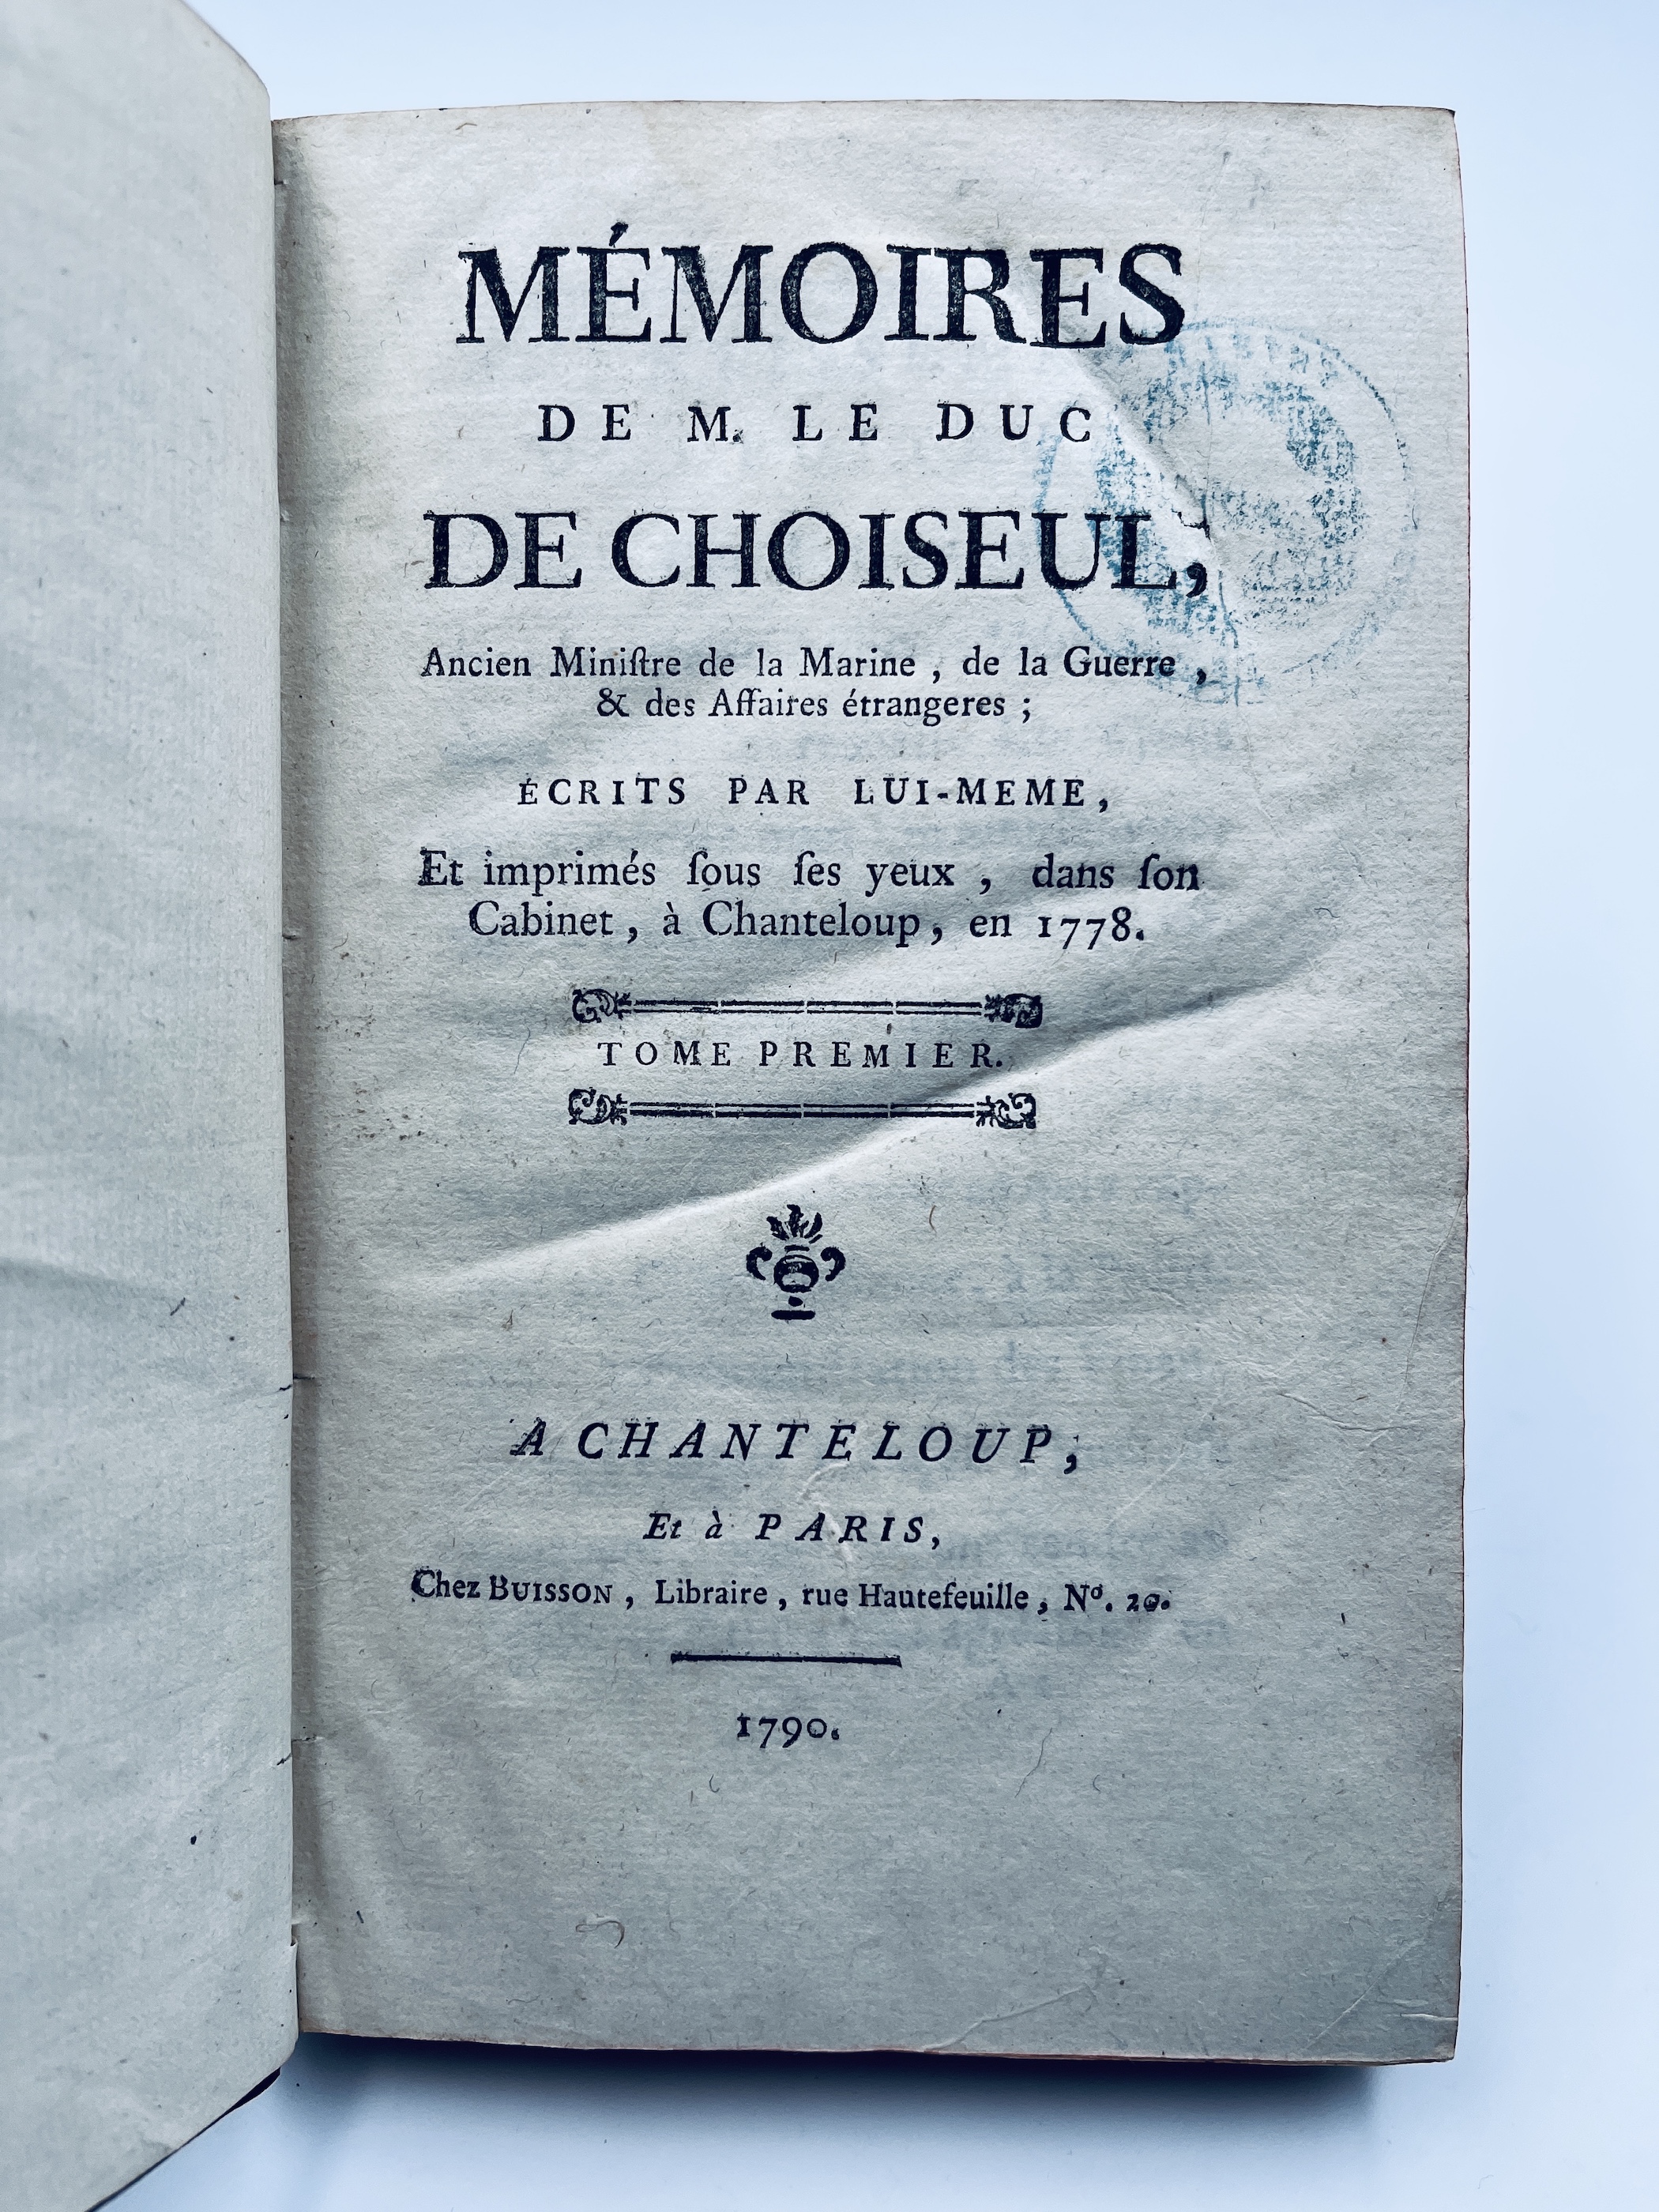 MÉMOIRES
DE M. LE DUC
DE CHOISEUL,
Ancien Miniſtre de la Marine, de la Guerre,
& des Affaires étrangeres;
ÉCRITS PAR LUI-MEME,
Et imprimés ſous ſes yeux, dans ſon
Cabinet, à Chanteloup, en 1778.
TOME PREMIER.
A CHANTELOUP,
Et à PARIS,
Chez BUISSON, Libraire, rue Hautefeuille, Nº. 20.
1790.